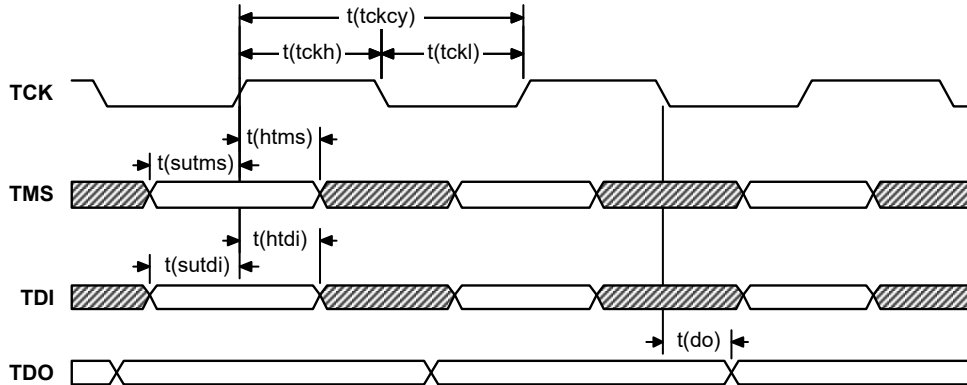 t(tckcy)
t(tckh) t(tckl)
TCK
t(htms)
t(sutms)
TMS
t(htdi)
t(sutdi)
TDI
t(do)
TDO